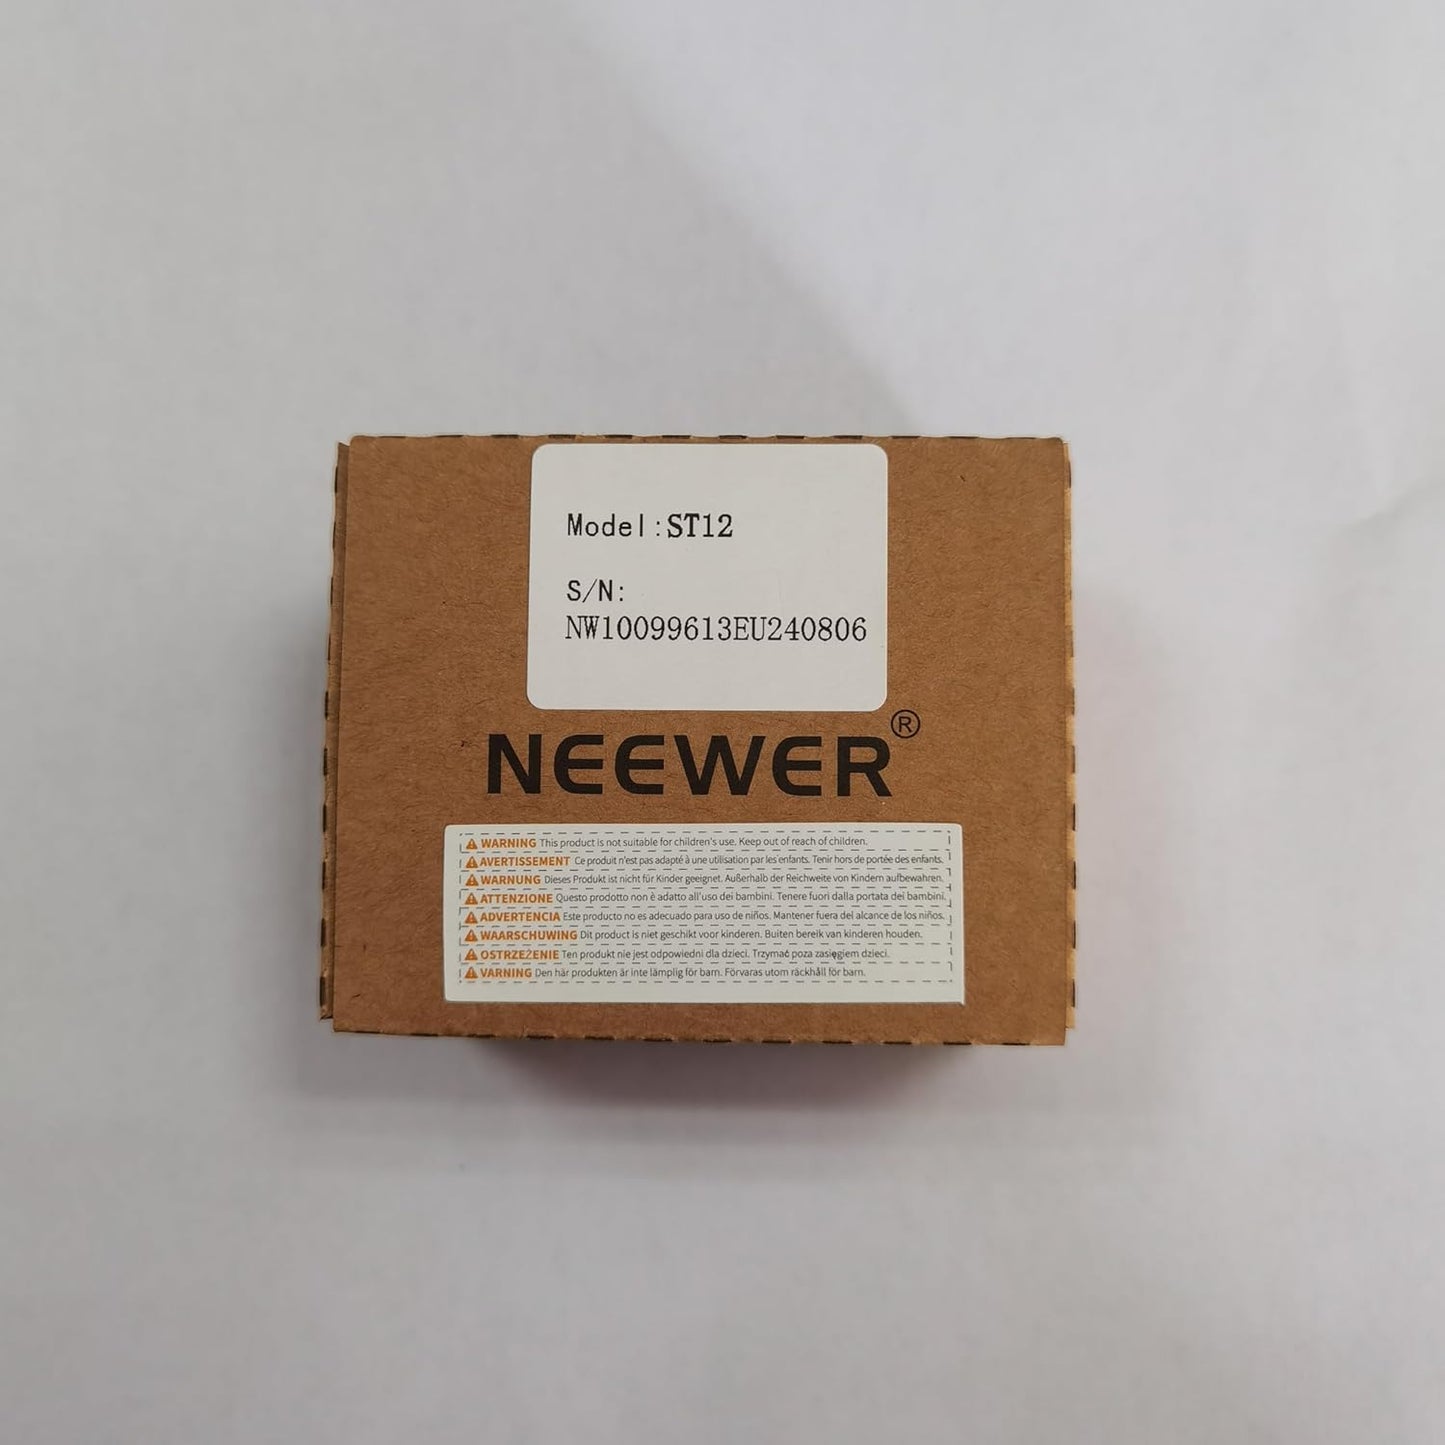 Model:ST12
S/N:
NW10099613EU240806
NEEWER®
WARNING This product is not suitable for children's use. Keep out of reach of children.
AVERTISSEMENT Ce produit n'est pas adapté à une utilisation par les enfants. Tenir hors de portée des enfants.
WARNUNG Dieses Produkt ist nicht für Kinder geeignet. Außerhalb der Reichweite von Kindern aufbewahren.
ATTENZIONE Questo prodotto non è adatto all'uso dei bambini. Tenere fuori dalla portata dei bambini.
ADVERTENCIA Este producto no es adecuado para uso de niños. Mantener fuera del alcance de los niños.
WAARSCHUWING Dit product is niet geschikt voor kinderen. Buiten bereik van kinderen houden.
OSTRZEŻENIE Ten produkt nie jest odpowiedni dla dzieci. Trzymać poza zasięgiem dzieci.
VARNING Den här produkten är inte lämplig för barn. Förvaras utom räckhåll för barn.